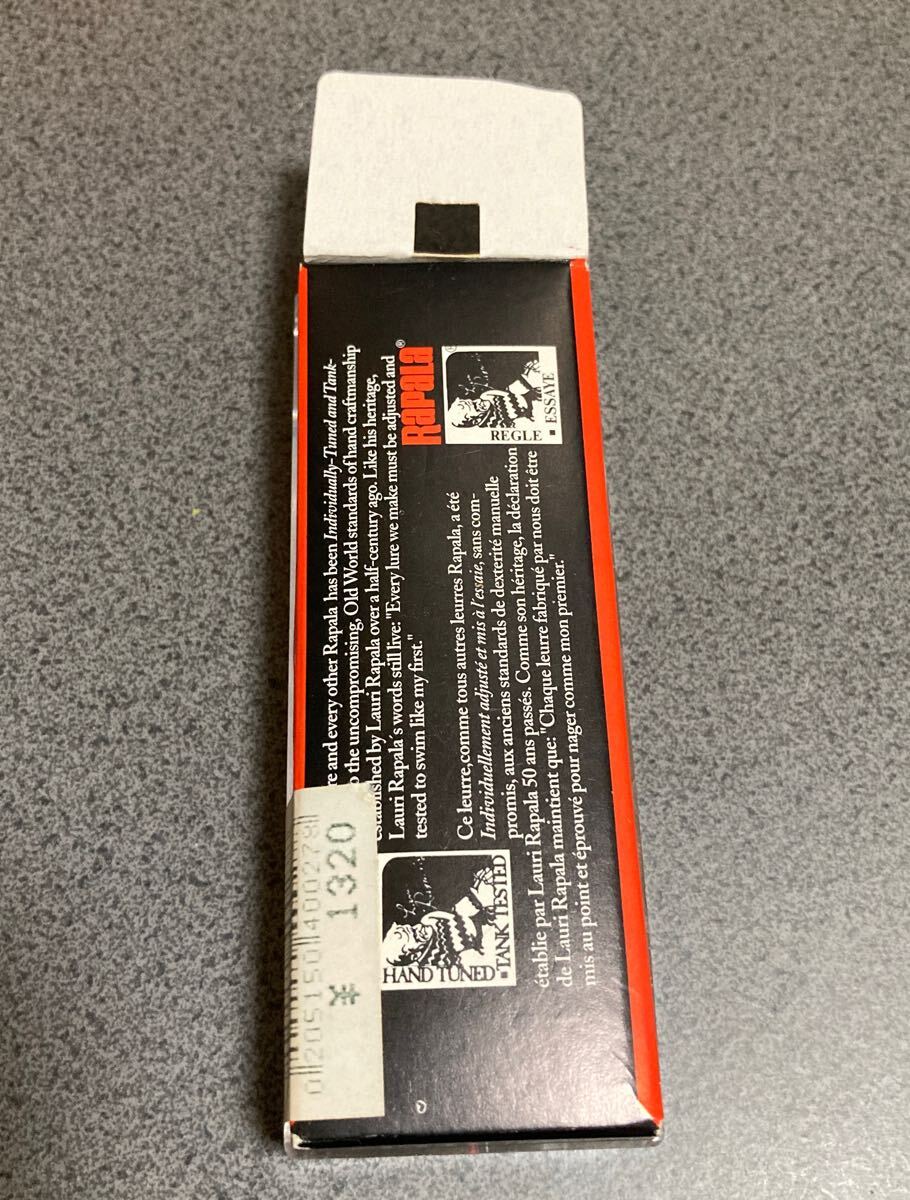 re and every other Rapala has been Individually-Tuned and Tank-
the uncompromising, Old World standards of hand craftmanship
established by Lauri Rapala over a half-century ago. Like his heritage,
Lauri Rapala´s words still live: "Every lure we make must be adjusted and
tested to swim like my first."
RAPALA®
HAND TUNED
▪ TANK TESTED
Ce leurre,comme tous autres leurres Rapala, a été
Individuellement adjusté et mis à l'essaie, sans com-
promis, aux anciens standards de dexterité manuelle
établie par Lauri Rapala 50 ans passés. Comme son héritage, la déclaration
de Lauri Rapala maintient que: "Chaque leurre fabriqué par nous doit être
mis au point et éprouvé pour nager comme mon premier."
REGLE
▪ ESSAYE
¥ 1320